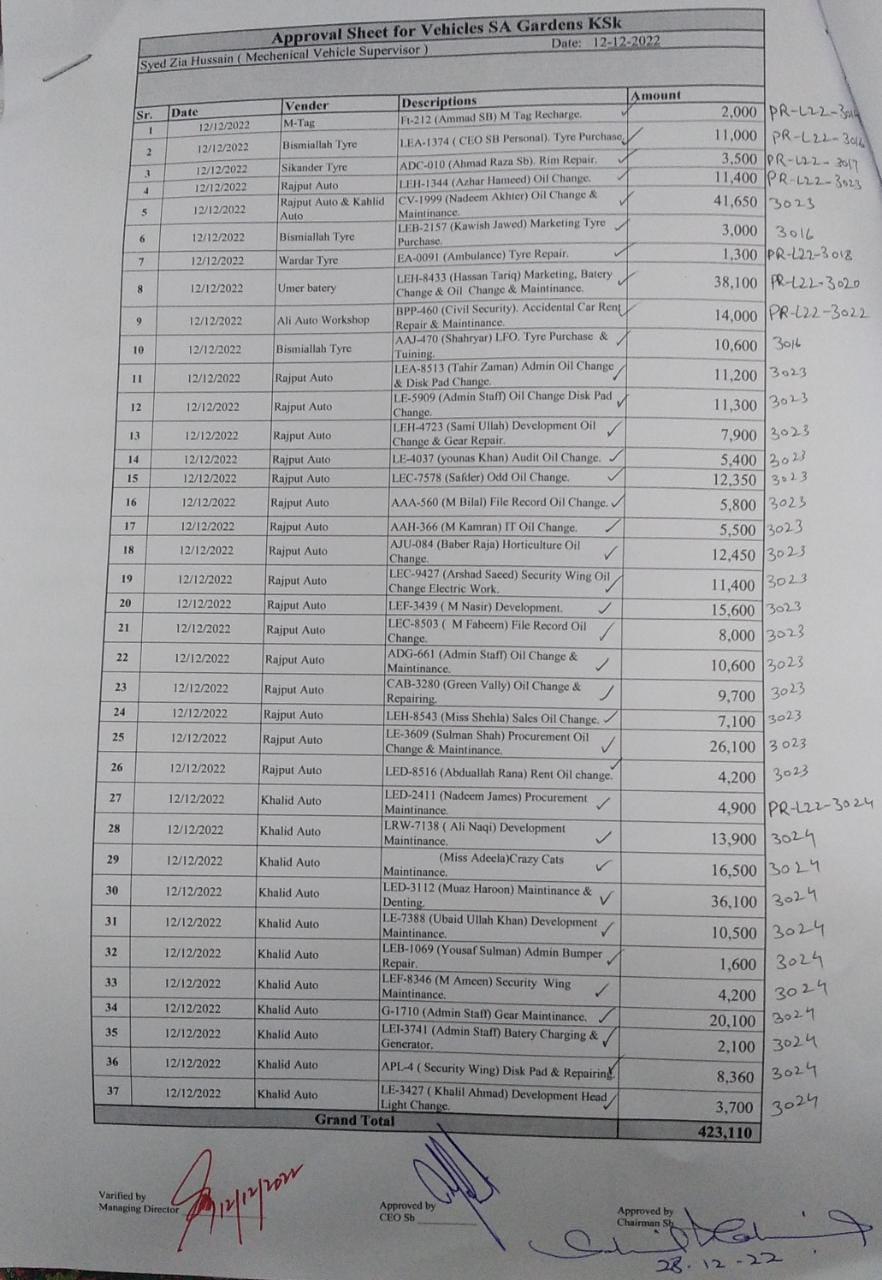 Approval Sheet for Vehicles SA Gardens KSk
Syed Zia Hussain ( Mechenical Vehicle Supervisor ) Date: 12-12-2022
Sr. Date Vender Descriptions Amount
1 12/12/2022 M-Tag Ft-212 (Ammad SB) M Tag Recharge. 2,000 PR-L22-3014
2 12/12/2022 Bismiallah Tyre LEA-1374 ( CEO SB Personal). Tyre Purchase. 11,000 PR-L22-3016
3 12/12/2022 Sikander Tyre ADC-010 (Ahmad Raza Sb). Rim Repair. 3,500 PR-L22-3017
4 12/12/2022 Rajput Auto LEH-1344 (Azhar Hameed) Oil Change. 11,400 PR-L22-3023
5 12/12/2022 Rajput Auto & Kahlid Auto CV-1999 (Nadeem Akhter) Oil Change & Maintinance. 41,650 3023
6 12/12/2022 Bismiallah Tyre LEB-2157 (Kawish Jawed) Marketing Tyre Purchase. 3,000 3016
7 12/12/2022 Wardar Tyre EA-0091 (Ambulance) Tyre Repair. 1,300 PR-L22-3018
8 12/12/2022 Umer batery LEH-8433 (Hassan Tariq) Marketing, Batery Change & Oil Change & Maintinance. 38,100 PR-L22-3020
9 12/12/2022 Ali Auto Workshop BPP-460 (Civil Security). Accidental Car Rent Repair & Maintinance. 14,000 PR-L22-3022
10 12/12/2022 Bismiallah Tyre AAJ-470 (Shahryar) LFO. Tyre Purchase & Tuining. 10,600 3016
11 12/12/2022 Rajput Auto LEA-8513 (Tahir Zaman) Admin Oil Change & Disk Pad Change. 11,200 3023
12 12/12/2022 Rajput Auto LE-5909 (Admin Staff) Oil Change Disk Pad Change. 11,300 3023
13 12/12/2022 Rajput Auto LEH-4723 (Sami Ullah) Development Oil Change & Gear Repair. 7,900 3023
14 12/12/2022 Rajput Auto LE-4037 (younas Khan) Audit Oil Change. 5,400 3023
15 12/12/2022 Rajput Auto LEC-7578 (Safder) Odd Oil Change. 12,350 3023
16 12/12/2022 Rajput Auto AAA-560 (M Bilal) File Record Oil Change. 5,800 3023
17 12/12/2022 Rajput Auto AAH-366 (M Kamran) IT Oil Change. 5,500 3023
18 12/12/2022 Rajput Auto AJU-084 (Baber Raja) Horticulture Oil Change. 12,450 3023
19 12/12/2022 Rajput Auto LEC-9427 (Arshad Saeed) Security Wing Oil Change Electric Work. 11,400 3023
20 12/12/2022 Rajput Auto LEF-3439 ( M Nasir) Development. 15,600 3023
21 12/12/2022 Rajput Auto LEC-8503 ( M Faheem) File Record Oil Change. 8,000 3023
22 12/12/2022 Rajput Auto ADG-661 (Admin Staff) Oil Change & Maintinance. 10,600 3023
23 12/12/2022 Rajput Auto CAB-3280 (Green Vally) Oil Change & Repairing. 9,700 3023
24 12/12/2022 Rajput Auto LEH-8543 (Miss Shehla) Sales Oil Change. 7,100 3023
25 12/12/2022 Rajput Auto LE-3609 (Sulman Shah) Procurement Oil Change & Maintinance. 26,100 3023
26 12/12/2022 Rajput Auto LED-8516 (Abduallah Rana) Rent Oil change. 4,200 3023
27 12/12/2022 Khalid Auto LED-2411 (Nadeem James) Procurement Maintinance. 4,900 PR-L22-3024
28 12/12/2022 Khalid Auto LRW-7138 ( Ali Naqi) Development Maintinance. 13,900 3024
29 12/12/2022 Khalid Auto (Miss Adeela)Crazy Cats Maintinance. 16,500 3024
30 12/12/2022 Khalid Auto LED-3112 (Muaz Haroon) Maintinance & Denting. 36,100 3024
31 12/12/2022 Khalid Auto LE-7388 (Ubaid Ullah Khan) Development Maintinance. 10,500 3024
32 12/12/2022 Khalid Auto LEB-1069 (Yousaf Sulman) Admin Bumper Repair. 1,600 3024
33 12/12/2022 Khalid Auto LEF-8346 (M Ameen) Security Wing Maintinance. 4,200 3024
34 12/12/2022 Khalid Auto G-1710 (Admin Staff) Gear Maintinance. 20,100 3024
35 12/12/2022 Khalid Auto LEI-3741 (Admin Staff) Batery Charging & Generator. 2,100 3024
36 12/12/2022 Khalid Auto APL-4 ( Security Wing) Disk Pad & Repairing. 8,360 3024
37 12/12/2022 Khalid Auto LE-3427 ( Khalil Ahmad) Development Head Light Change. 3,700 3024
Grand Total 423,110
Varified by
Managing Director 12/12/2022
Approved by
CEO Sb
Approved by
Chairman Sb
28.12.22